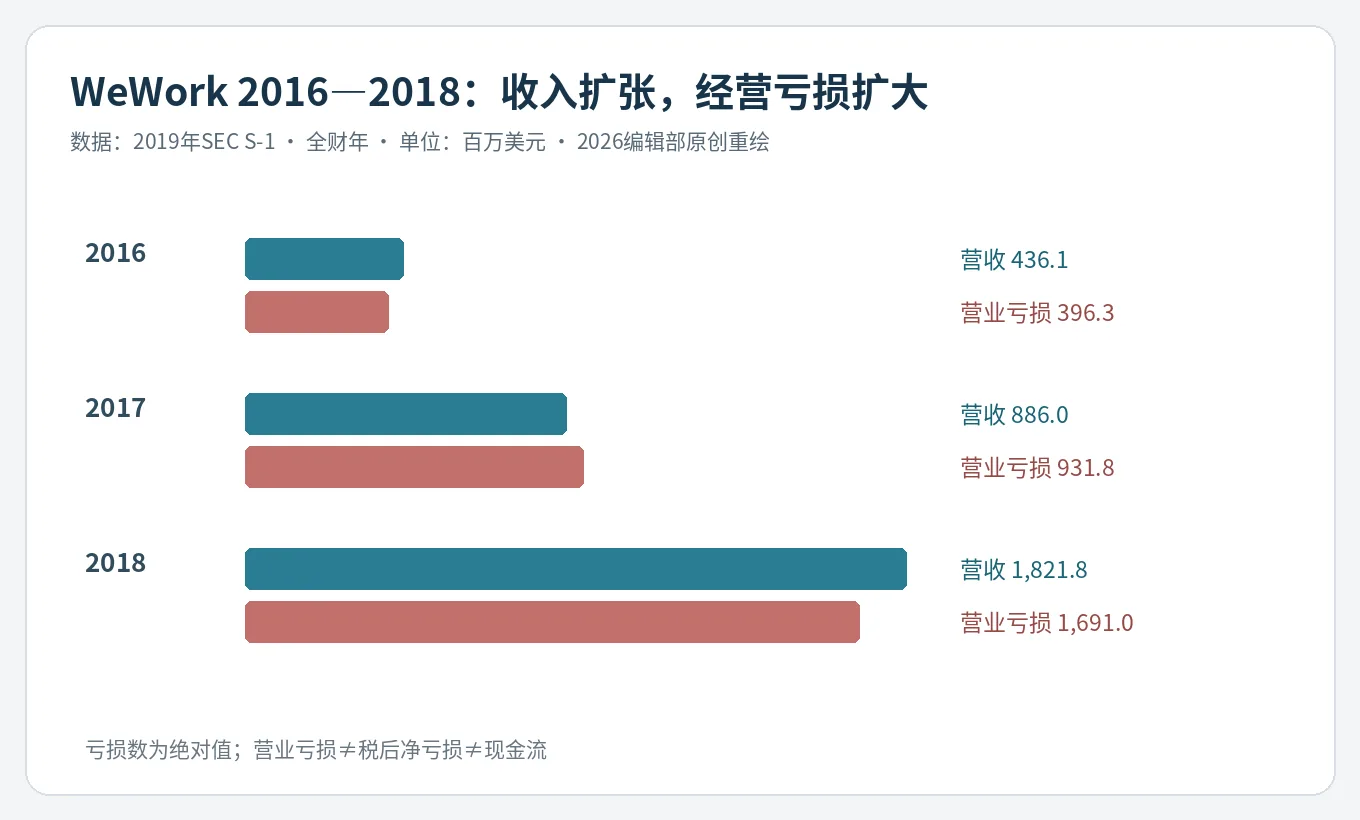 WeWork 2016—2018：收入扩张，经营亏损扩大
数据：2019年SEC S-1 · 全财年 · 单位：百万美元 · 2026编辑部原创重绘
2016
营收 436.1
营业亏损 396.3
2017
营收 886.0
营业亏损 931.8
2018
营收 1,821.8
营业亏损 1,691.0
亏损数为绝对值；营业亏损≠税后净亏损≠现金流